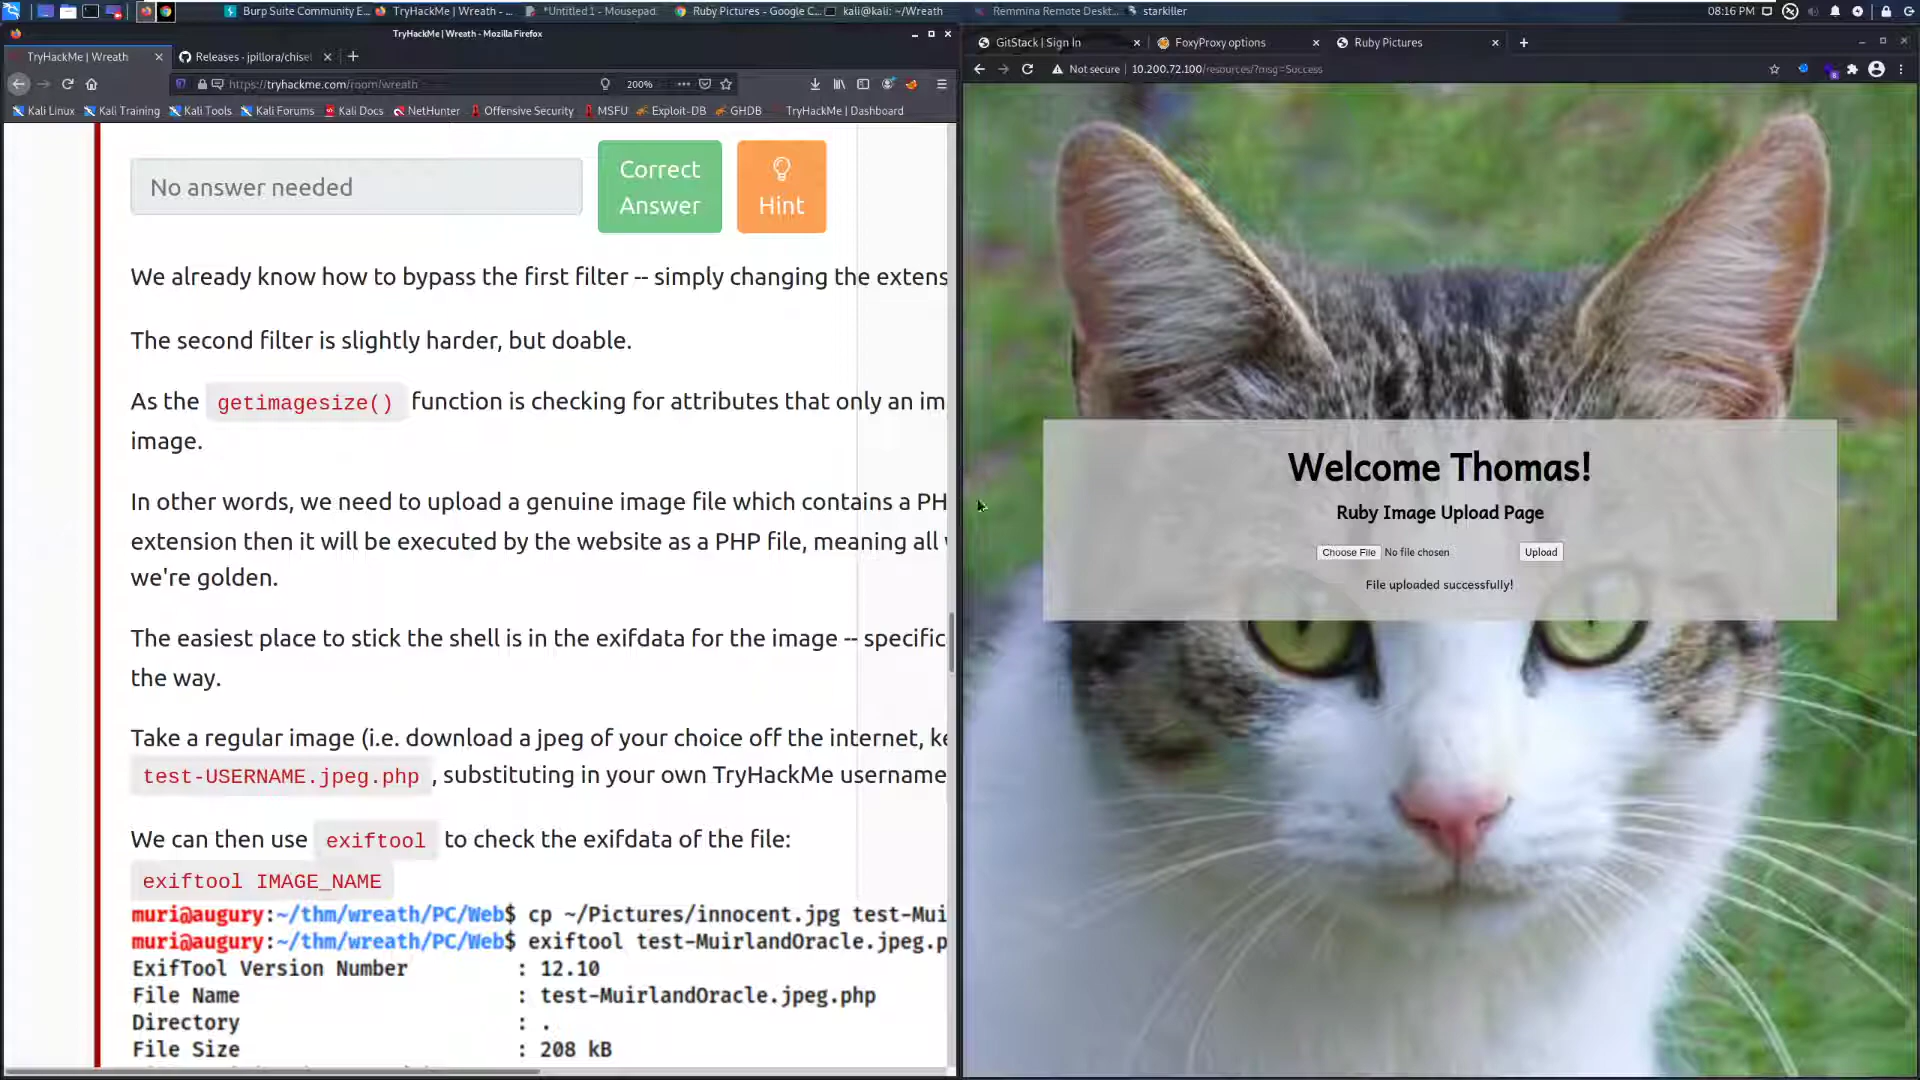 Burp Suite Community E...
TryHackMe | Wreath - ...
*Untitled 1 - Mousepad
Ruby Pictures - Google C...
kali@kali: ~/Wreath
Remmina Remote Deskt...
starkiller
08:16 PM
TryHackMe | Wreath - Mozilla Firefox
TryHackMe | Wreath
Releases - jpillora/chisel
https://tryhackme.com/room/wreath
200%
Kali Linux
Kali Training
Kali Tools
Kali Forums
Kali Docs
NetHunter
Offensive Security
MSFU
Exploit-DB
GHDB
TryHackMe | Dashboard
No answer needed
Correct
Answer
Hint
We already know how to bypass the first filter -- simply changing the extens
The second filter is slightly harder, but doable.
As the getimagesize() function is checking for attributes that only an im
image.
In other words, we need to upload a genuine image file which contains a PH
extension then it will be executed by the website as a PHP file, meaning all
we're golden.
The easiest place to stick the shell is in the exifdata for the image -- specific
the way.
Take a regular image (i.e. download a jpeg of your choice off the internet, ke
test-USERNAME.jpeg.php , substituting in your own TryHackMe username
We can then use exiftool to check the exifdata of the file:
exiftool IMAGE_NAME
muri@augury:~/thm/wreath/PC/Web$ cp ~/Pictures/innocent.jpg test-Mui
muri@augury:~/thm/wreath/PC/Web$ exiftool test-MuirlandOracle.jpeg.p
ExifTool Version Number : 12.10
File Name : test-MuirlandOracle.jpeg.php
Directory : .
File Size : 208 kB
GitStack | Sign In
FoxyProxy options
Ruby Pictures
Not secure
10.200.72.100/resources/?msg=Success
Welcome Thomas!
Ruby Image Upload Page
Choose File No file chosen
Upload
File uploaded successfully!